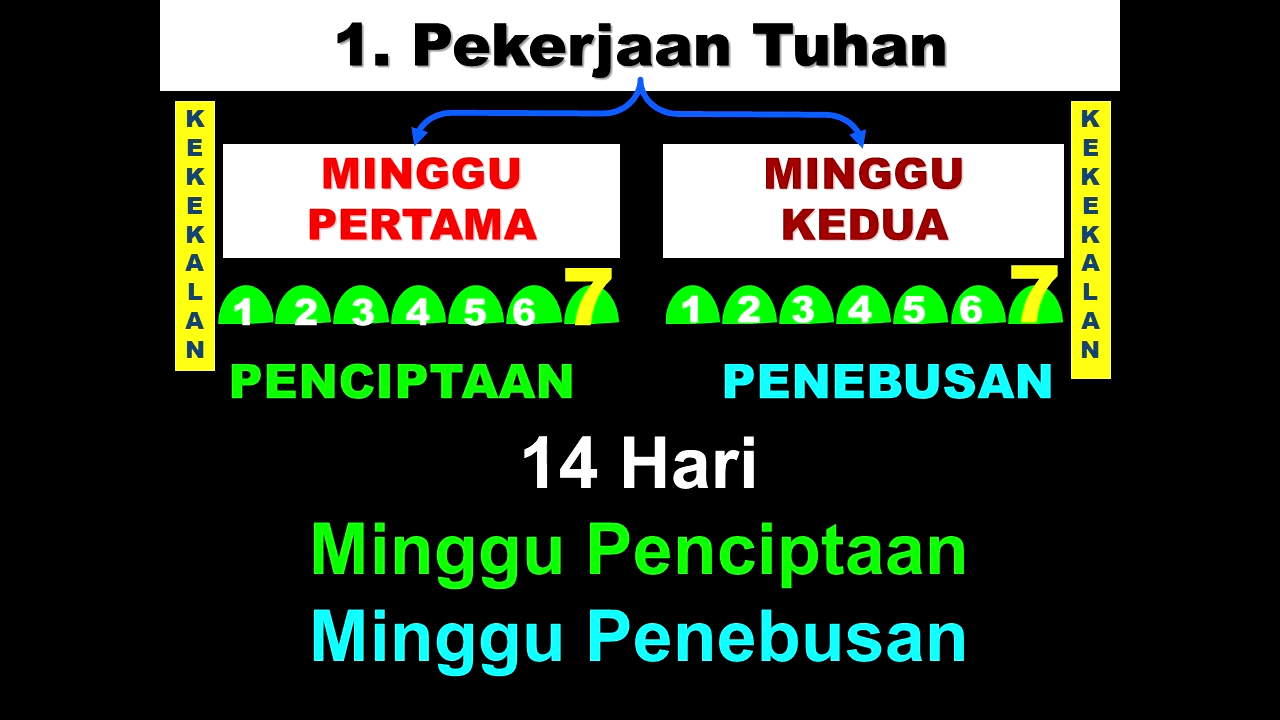 1. Pekerjaan Tuhan
KEKEKALAN
MINGGU
PERTAMA
MINGGU
KEDUA
KEKEKALAN
1 2 3 4 5 6 7
1 2 3 4 5 6 7
PENCIPTAAN
PENEBUSAN
14 Hari
Minggu Penciptaan
Minggu Penebusan